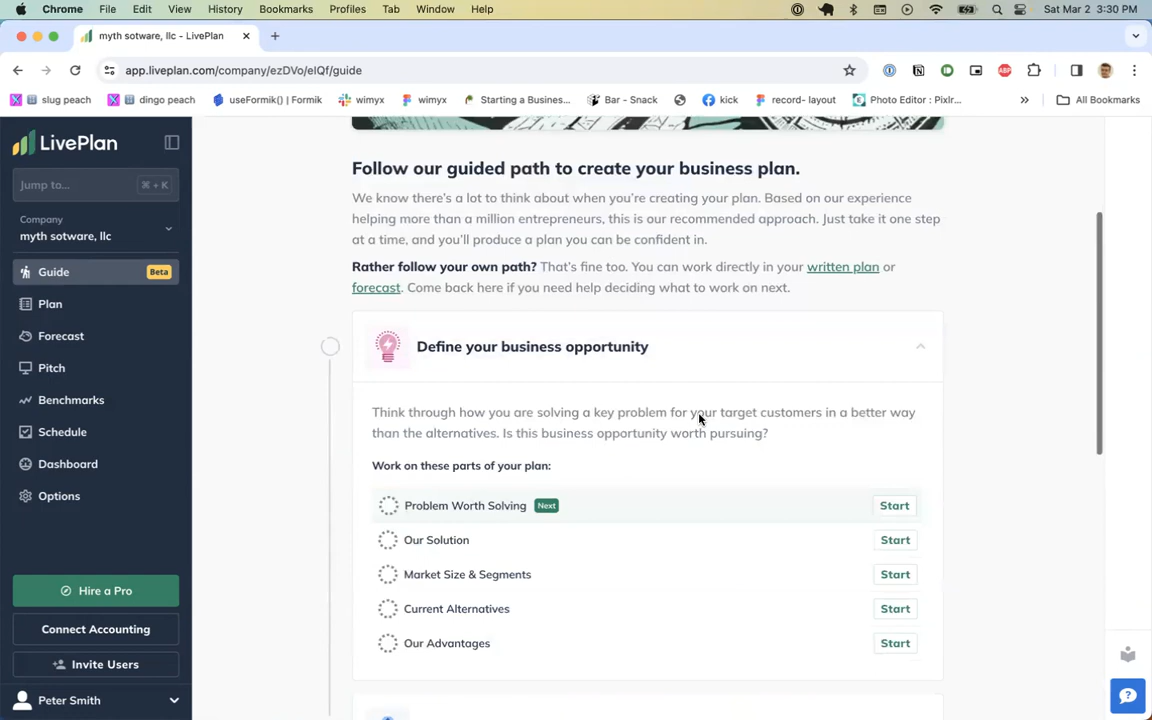 Chrome File Edit View History Bookmarks Profiles Tab Window Help Sat Mar 2 3:30 PM
myth sotware, llc - LivePlan
app.liveplan.com/company/ezDVo/elQf/guide
slug peach dingo peach useFormik() | Formik wimyx wimyx Starting a Busines... Bar - Snack kick record- layout Photo Editor : Pixlr... » All Bookmarks
LivePlan
Jump to... ⌘ + K
Company
myth sotware, llc
Guide Beta
Plan
Forecast
Pitch
Benchmarks
Schedule
Dashboard
Options
Hire a Pro
Connect Accounting
Invite Users
Peter Smith
Follow our guided path to create your business plan.
We know there's a lot to think about when you're creating your plan. Based on our experience
helping more than a million entrepreneurs, this is our recommended approach. Just take it one step
at a time, and you'll produce a plan you can be confident in.
Rather follow your own path? That's fine too. You can work directly in your written plan or
forecast. Come back here if you need help deciding what to work on next.
Define your business opportunity
Think through how you are solving a key problem for your target customers in a better way
than the alternatives. Is this business opportunity worth pursuing?
Work on these parts of your plan:
Problem Worth Solving Next Start
Our Solution Start
Market Size & Segments Start
Current Alternatives Start
Our Advantages Start